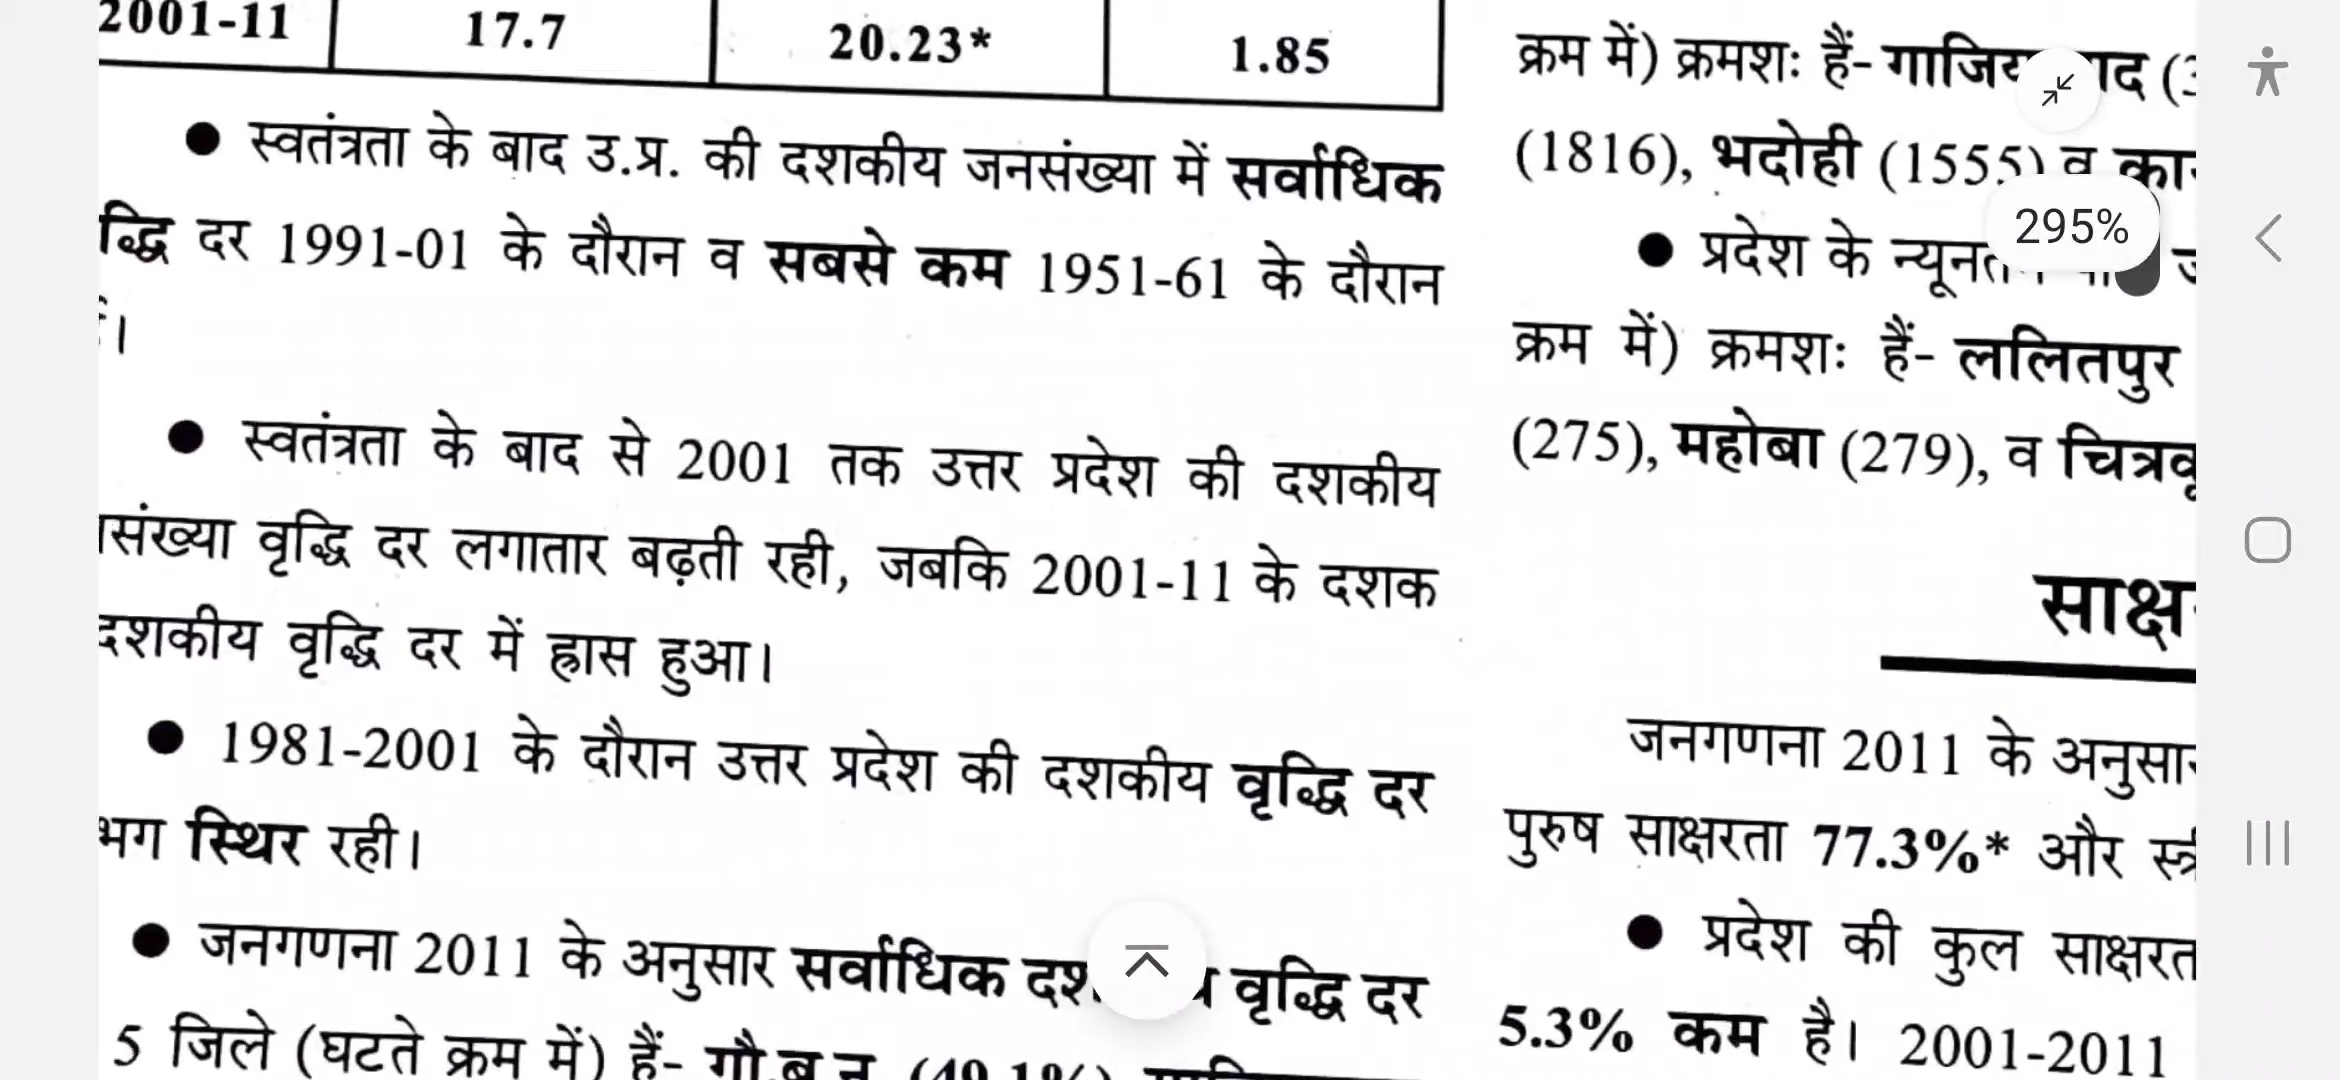 2001-11 17.7 20.23* 1.85
● स्वतंत्रता के बाद उ.प्र. की दशकीय जनसंख्या में सर्वाधिक
द्धि दर 1991-01 के दौरान व सबसे कम 1951-61 के दौरान
।
● स्वतंत्रता के बाद से 2001 तक उत्तर प्रदेश की दशकीय
संख्या वृद्धि दर लगातार बढ़ती रही, जबकि 2001-11 के दशक
दशकीय वृद्धि दर में ह्रास हुआ।
● 1981-2001 के दौरान उत्तर प्रदेश की दशकीय वृद्धि दर
भग स्थिर रही।
● जनगणना 2011 के अनुसार सर्वाधिक वृद्धि दर
5 जिले (घटते क्रम में) हैं-
क्रम में) क्रमशः हैं-
(1816), भदोही (1555) व
● प्रदेश के
295%
क्रम में) क्रमशः हैं- ललितपुर
(275), महोबा (279), व
साक्ष
जनगणना 2011 के
पुरुष साक्षरता 77.3%* और
● प्रदेश की कुल
5.3% कम है। 2001-2011